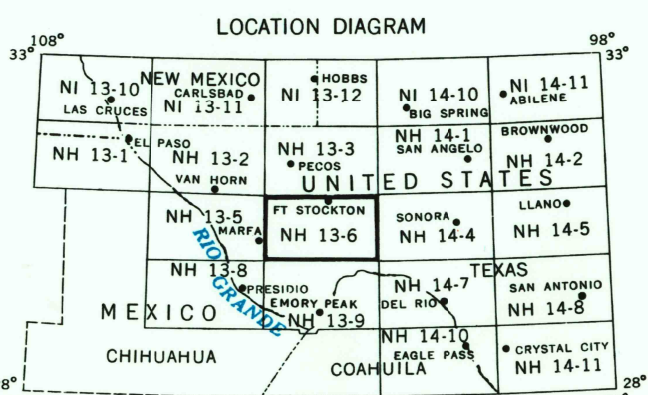 LOCATION DIAGRAM
108°
98°
33°
33°
NEW MEXICO
NI 13-10
LAS CRUCES
CARLSBAD
NI 13-11
HOBBS
NI 13-12
NI 14-10
BIG SPRING
NI 14-11
ABILENE
NH 13-1
EL PASO
NH 13-2
VAN HORN
NH 13-3
PECOS
NH 14-1
SAN ANGELO
BROWNWOOD
NH 14-2
UNITED STATES
NH 13-5
MARFA
FT STOCKTON
NH 13-6
SONORA
NH 14-4
LLANO
NH 14-5
RIO GRANDE
NH 13-8
PRESIDIO
EMORY PEAK
NH 13-9
NH 14-7
DEL RIO
TEXAS
SAN ANTONIO
NH 14-8
MEXICO
NH 14-10
EAGLE PASS
CRYSTAL CITY
NH 14-11
CHIHUAHUA
COAHUILA
8°
28°